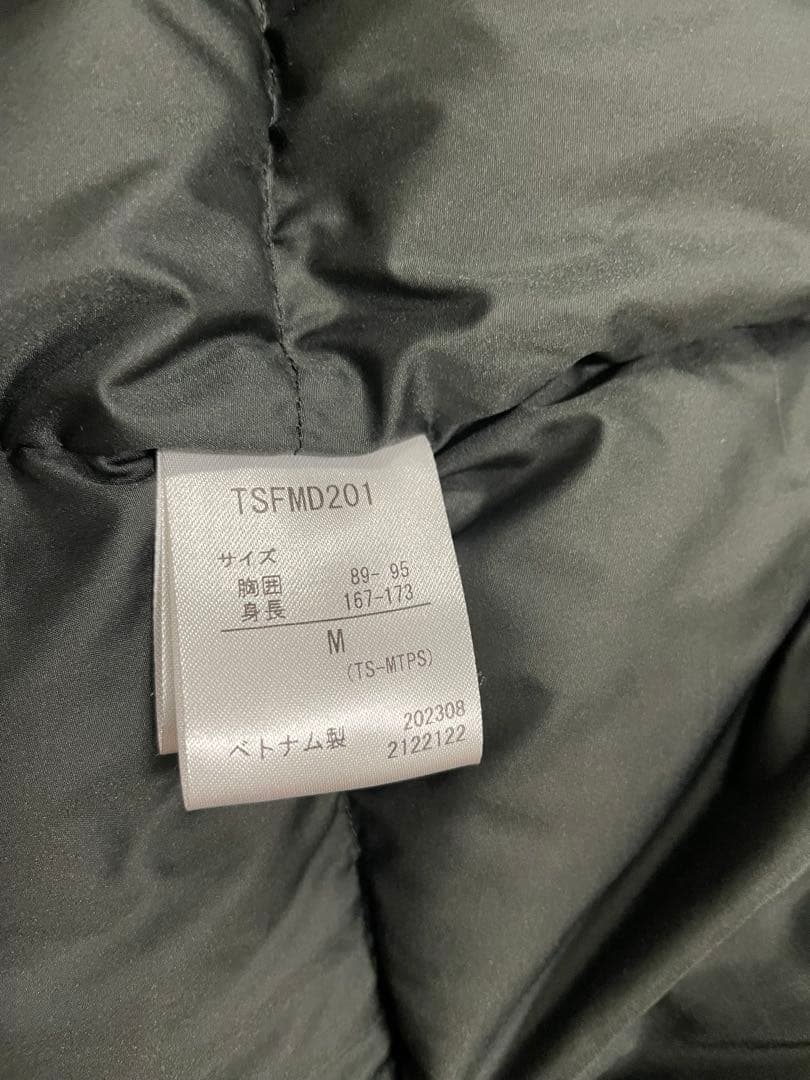 TSFMD201
サイズ
胸囲 89- 95
身長 167-173
M
(TS-MTPS)
202308
ベトナム製 2122122